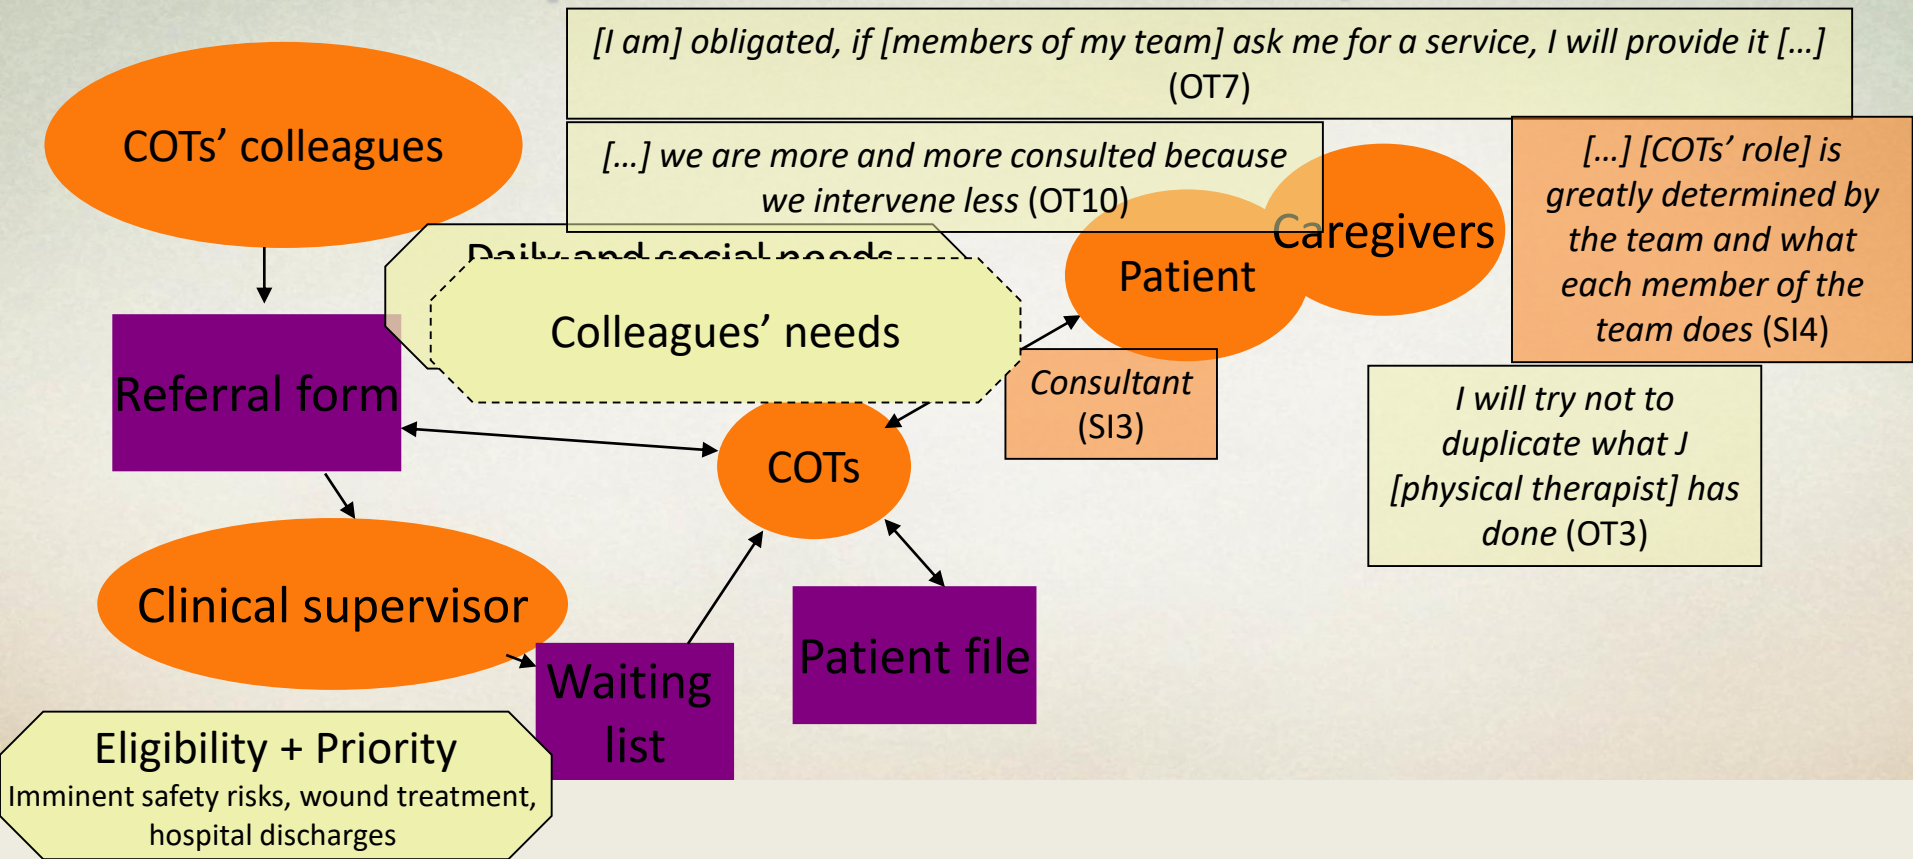 [I am] obligated, if [members of my team] ask me for a service, I will provide it […]
(OT7)
COTs’ colleagues
[…] we are more and more consulted because
we intervene less (OT10)
[…] [COTs’ role] is
greatly determined by
the team and what
each member of the
team does (SI4)
Caregivers
Patient
Daily and social needs
Colleagues’ needs
Referral form
Consultant
(SI3)
I will try not to
duplicate what J
[physical therapist] has
done (OT3)
COTs
Clinical supervisor
Waiting
list
Patient file
Eligibility + Priority
Imminent safety risks, wound treatment,
hospital discharges